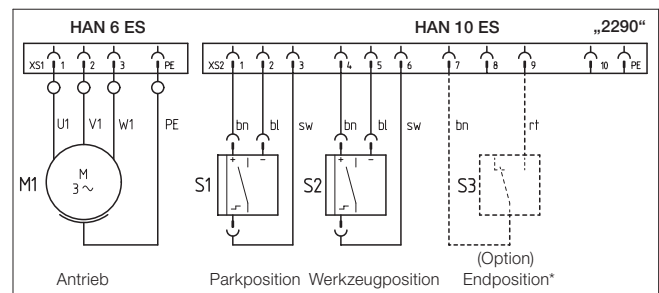 HAN 6 ES HAN 10 ES „2290“
XS1 1 2 3 PE XS2 1 2 3 4 5 6 7 8 9 10 PE
U1 V1 W1 PE bn bl sw bn bl sw bn rt
M1 M 3 ~ S1 + − S2 + − S3
(Option)
Antrieb Parkposition Werkzeugposition Endposition*